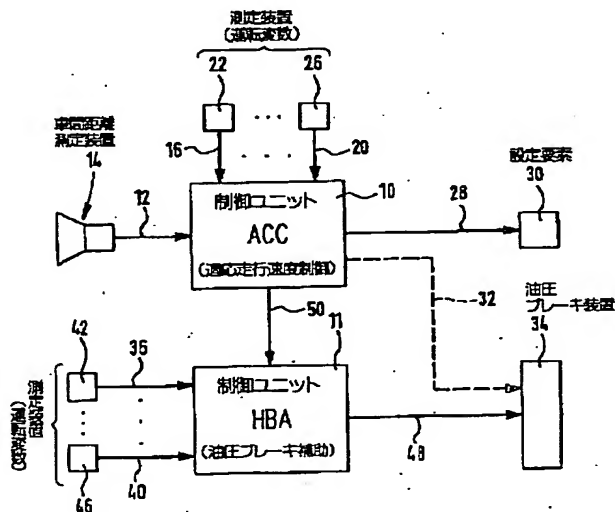 測定装置
(運転変数)
22
26
車間距離
測定装置
14
16
20
10
設定要素
30
12
制御ユニット
ACC
(適応走行速度制御)
28
32
油圧
ブレーキ装置
34
50
11
42
36
制御ユニット
HBA
(油圧ブレーキ補助)
48
測定装置
46
40